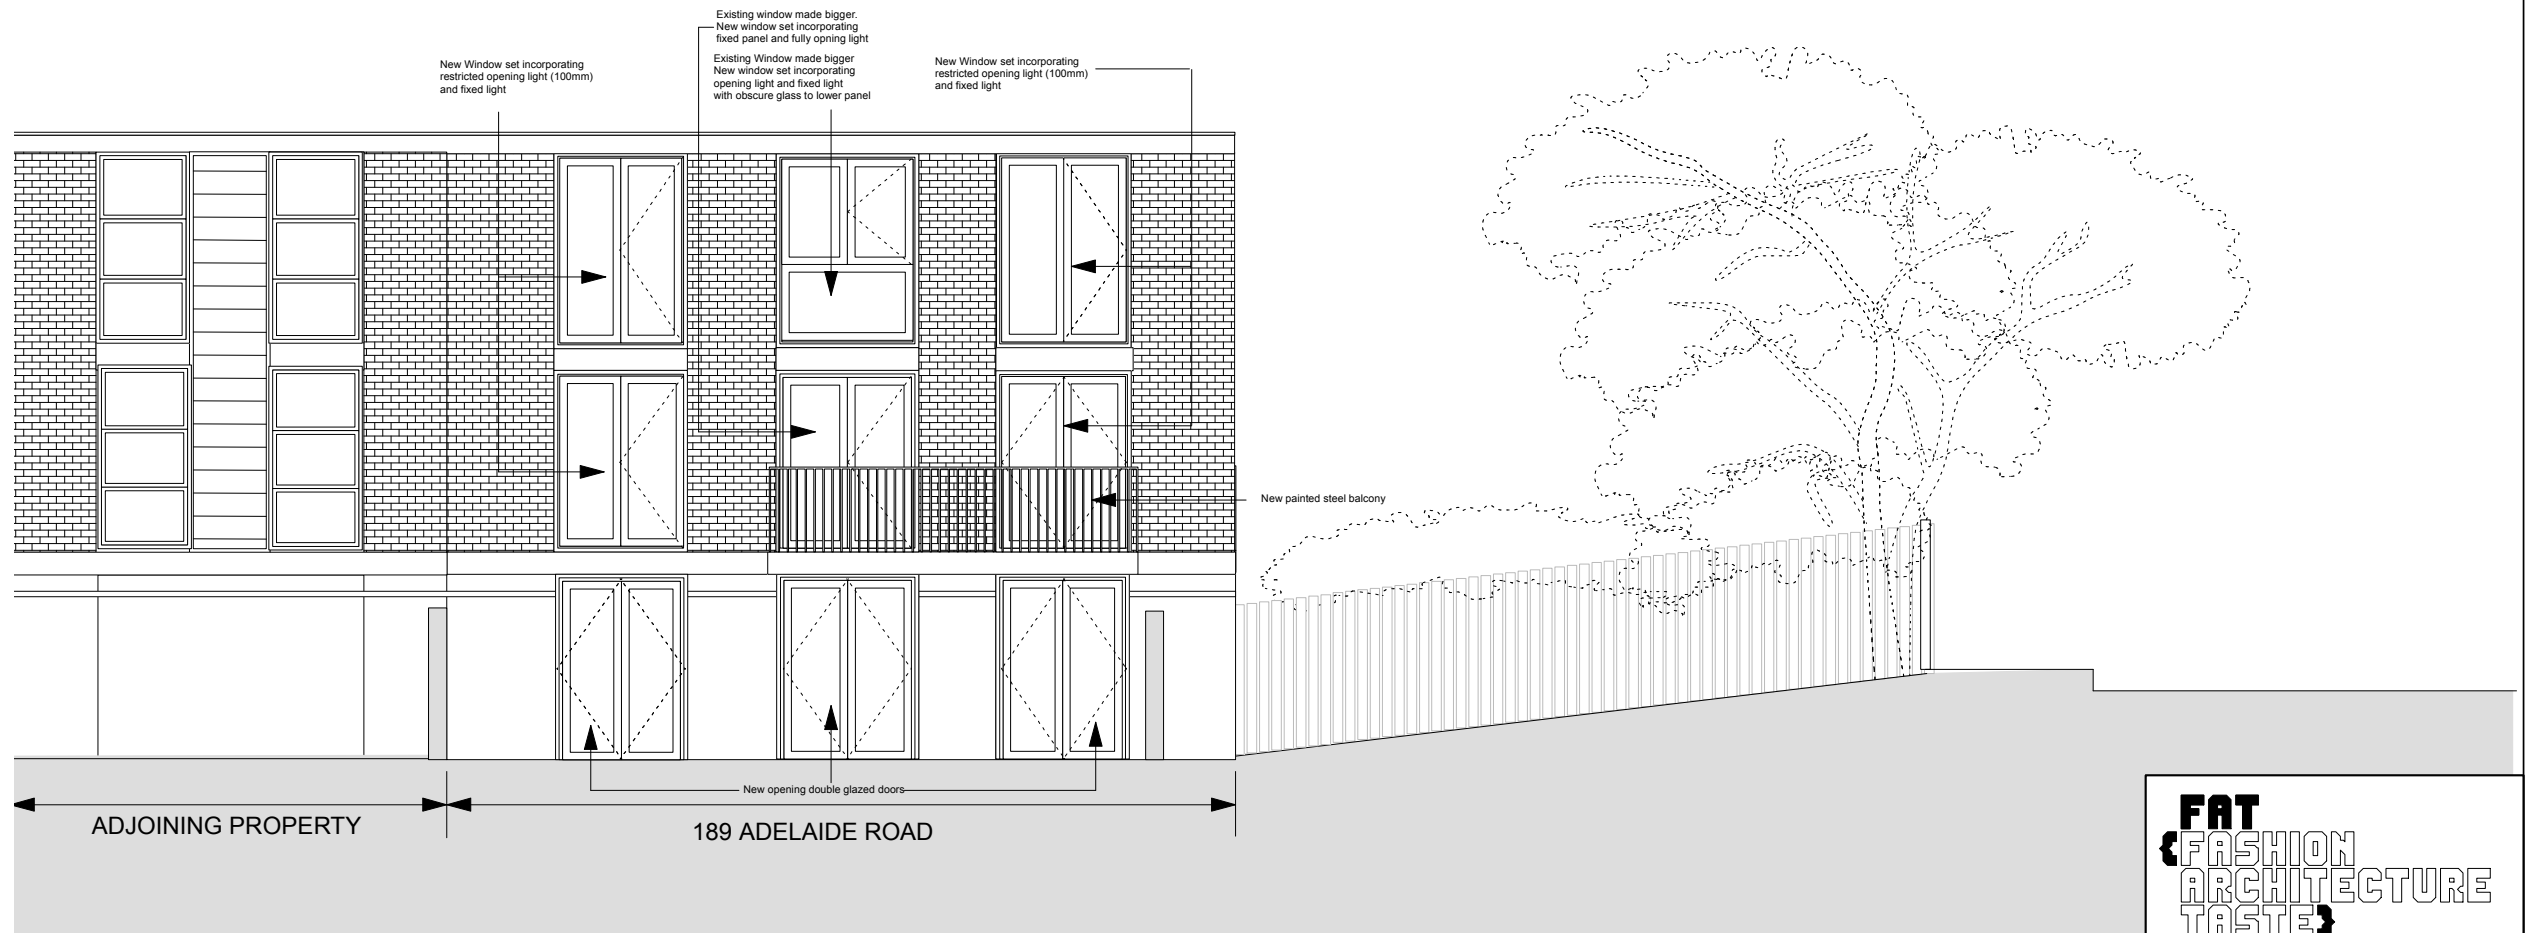 Existing window made bigger.
New window set incorporating
fixed panel and fully opning light
New Window set incorporating
restricted opening light (100mm)
and fixed light
Existing Window made bigger
New window set incorporating
opening light and fixed light
with obscure glass to lower panel
New Window set incorporating
restricted opening light (100mm)
and fixed light
New painted steel balcony
New opening double glazed doors
ADJOINING PROPERTY
189 ADELAIDE ROAD
FAT
{FASHION
ARCHITECTURE
TASTE}